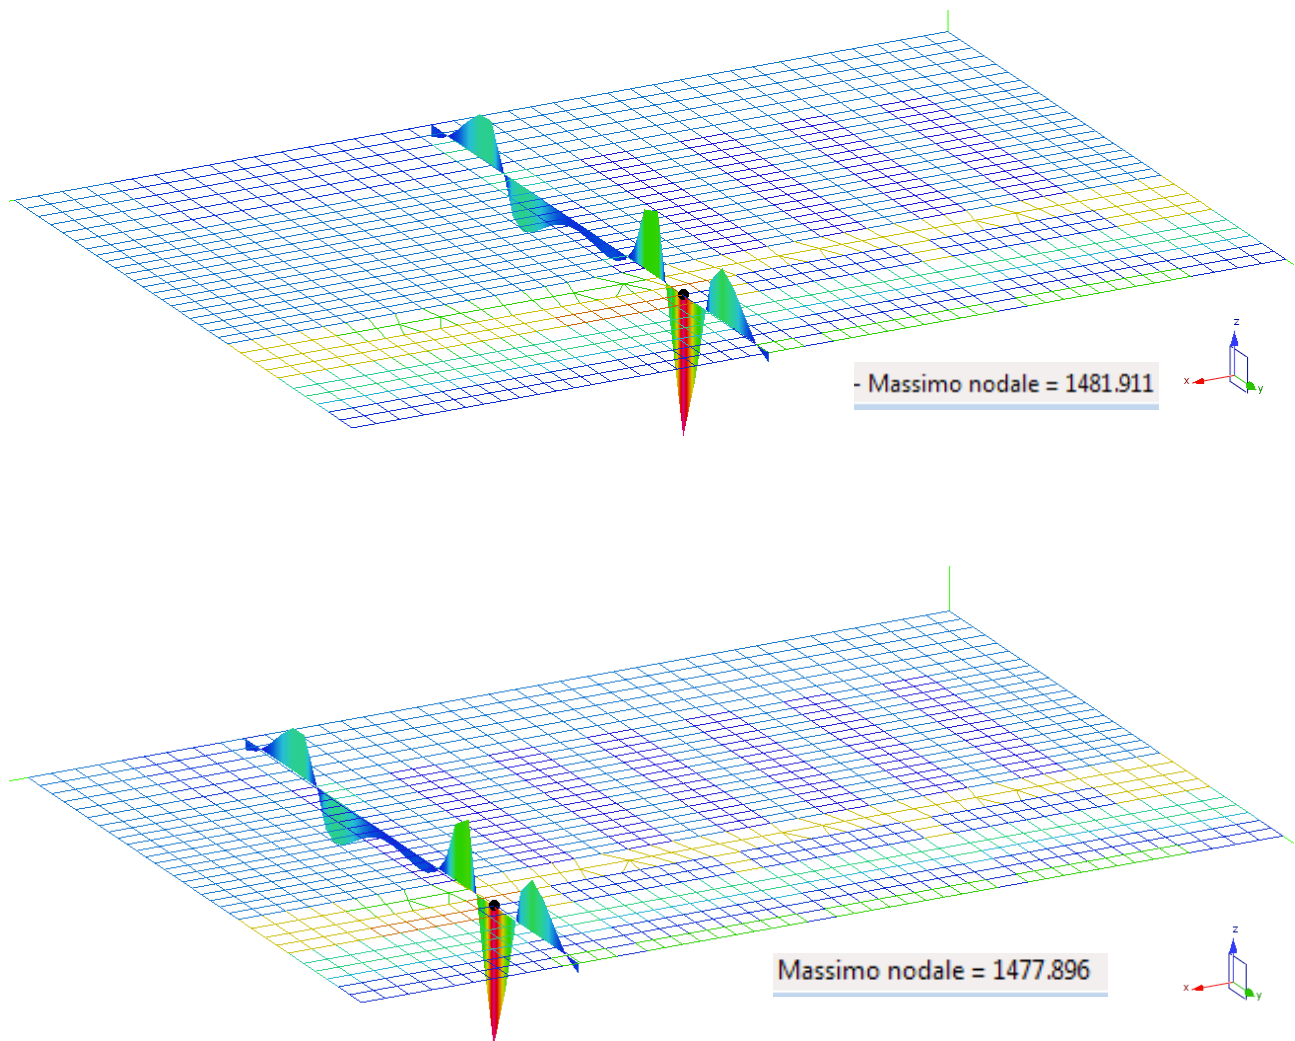 z
- Massimo nodale = 1481.911
x
y
z
Massimo nodale = 1477.896
x
y